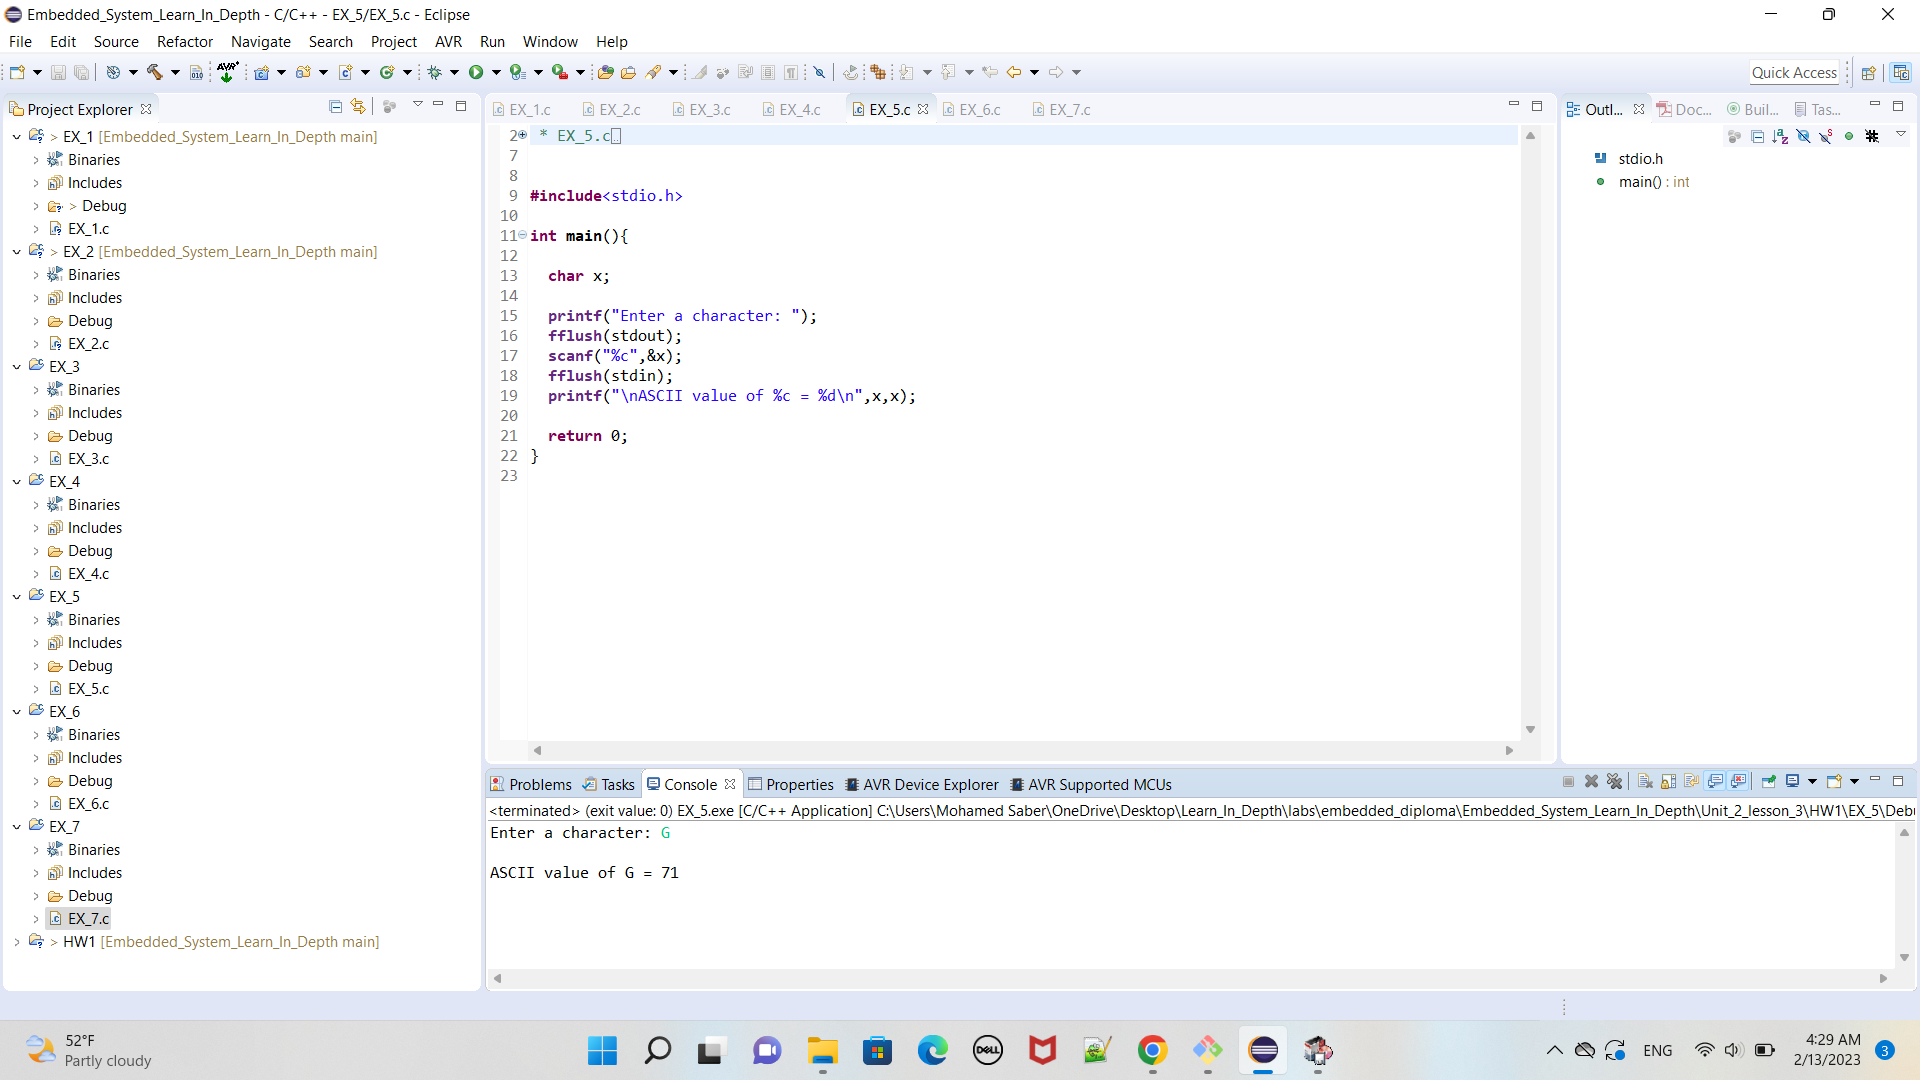 Embedded_System_Learn_In_Depth - C/C++ - EX_5/EX_5.c - Eclipse
File Edit Source Refactor Navigate Search Project AVR Run Window Help
Quick Access
Project Explorer
EX_1.c EX_2.c EX_3.c EX_4.c EX_5.c EX_6.c EX_7.c
Outl... Doc... Buil... Tas...
> EX_1 [Embedded_System_Learn_In_Depth main]
Binaries
Includes
> Debug
EX_1.c
> EX_2 [Embedded_System_Learn_In_Depth main]
Binaries
Includes
Debug
EX_2.c
EX_3
Binaries
Includes
Debug
EX_3.c
EX_4
Binaries
Includes
Debug
EX_4.c
EX_5
Binaries
Includes
Debug
EX_5.c
EX_6
Binaries
Includes
Debug
EX_6.c
EX_7
Binaries
Includes
Debug
EX_7.c
> HW1 [Embedded_System_Learn_In_Depth main]
2 * EX_5.c
7
8
9 #include<stdio.h>
10
11 int main(){
12
13 char x;
14
15 printf("Enter a character: ");
16 fflush(stdout);
17 scanf("%c",&x);
18 fflush(stdin);
19 printf("\nASCII value of %c = %d\n",x,x);
20
21 return 0;
22 }
23
stdio.h
main() : int
Problems Tasks Console Properties AVR Device Explorer AVR Supported MCUs
<terminated> (exit value: 0) EX_5.exe [C/C++ Application] C:\Users\Mohamed Saber\OneDrive\Desktop\Learn_In_Depth\labs\embedded_diploma\Embedded_System_Learn_In_Depth\Unit_2_lesson_3\HW1\EX_5\Deb
Enter a character: G
ASCII value of G = 71
52°F
Partly cloudy
DELL
ENG
4:29 AM
2/13/2023
3